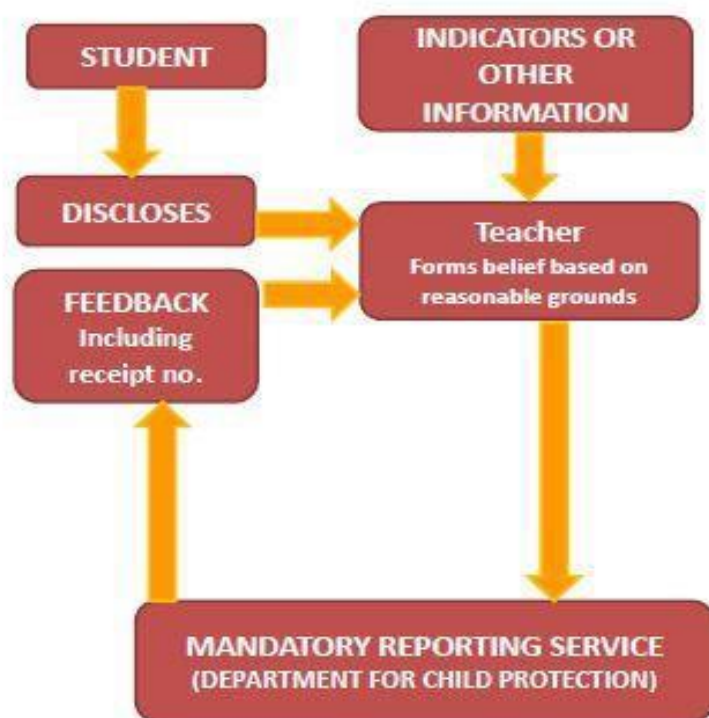 STUDENT
INDICATORS OR
OTHER
INFORMATION
DISCLOSES
Teacher
Forms belief based on
reasonable grounds
FEEDBACK
Including
receipt no.
MANDATORY REPORTING SERVICE
(DEPARTMENT FOR CHILD PROTECTION)